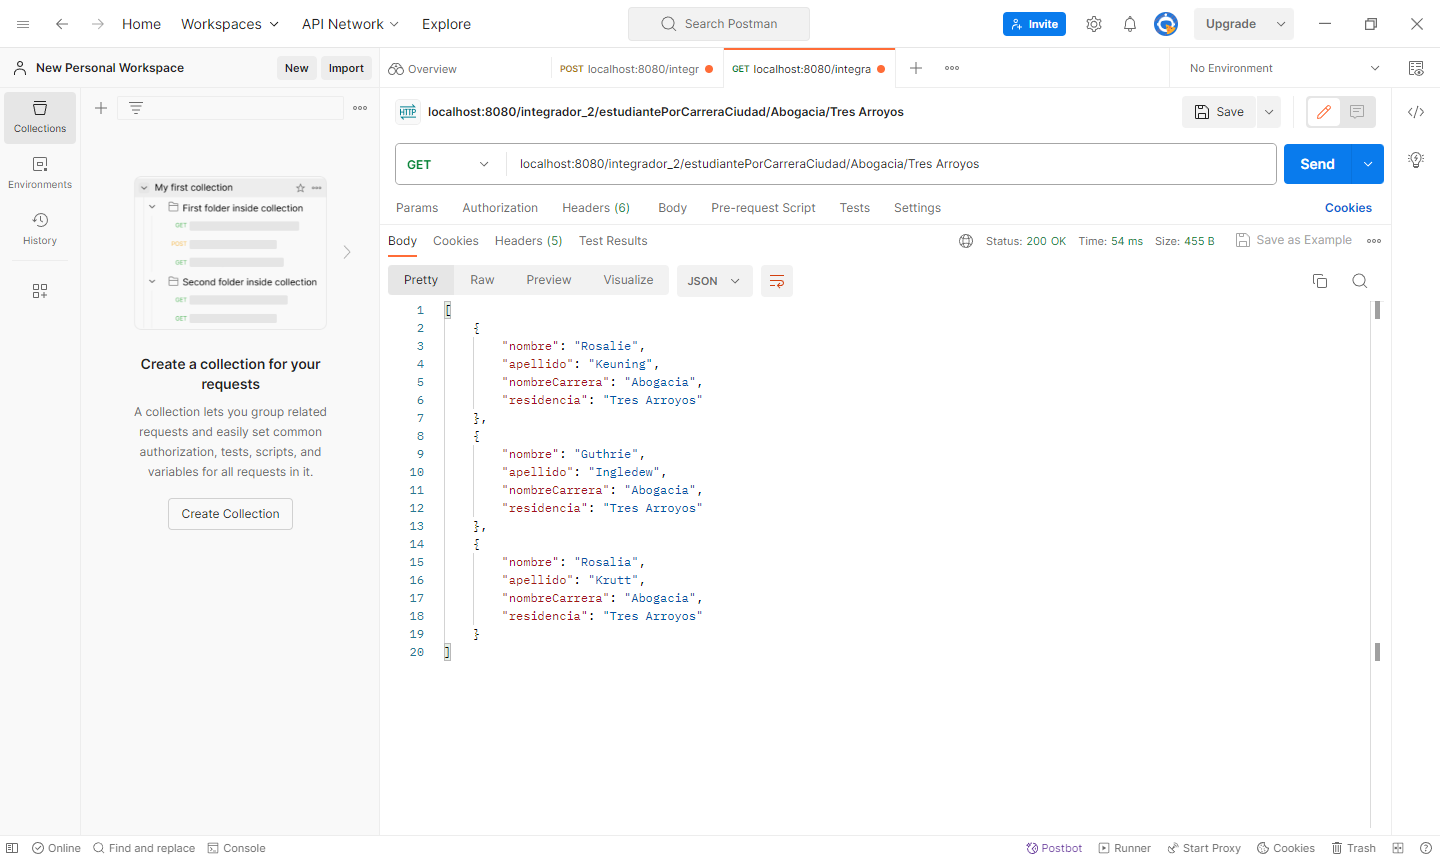 Home Workspaces API Network Explore Search Postman Invite Upgrade
New Personal Workspace New Import Overview POST localhost:8080/integr GET localhost:8080/integra No Environment
Collections
Environments
History
My first collection
First folder inside collection
GET
POST
GET
Second folder inside collection
GET
GET
Create a collection for your
requests
A collection lets you group related
requests and easily set common
authorization, tests, scripts, and
variables for all requests in it.
Create Collection
HTTP localhost:8080/integrador_2/estudiantePorCarreraCiudad/Abogacia/Tres Arroyos Save
GET localhost:8080/integrador_2/estudiantePorCarreraCiudad/Abogacia/Tres Arroyos Send
Params Authorization Headers (6) Body Pre-request Script Tests Settings Cookies
Body Cookies Headers (5) Test Results Status: 200 OK Time: 54 ms Size: 455 B Save as Example
Pretty Raw Preview Visualize JSON
1 [
2 {
3 "nombre": "Rosalie",
4 "apellido": "Keuning",
5 "nombreCarrera": "Abogacia",
6 "residencia": "Tres Arroyos"
7 },
8 {
9 "nombre": "Guthrie",
10 "apellido": "Ingledew",
11 "nombreCarrera": "Abogacia",
12 "residencia": "Tres Arroyos"
13 },
14 {
15 "nombre": "Rosalia",
16 "apellido": "Krutt",
17 "nombreCarrera": "Abogacia",
18 "residencia": "Tres Arroyos"
19 }
20 ]
Online Find and replace Console Postbot Runner Start Proxy Cookies Trash